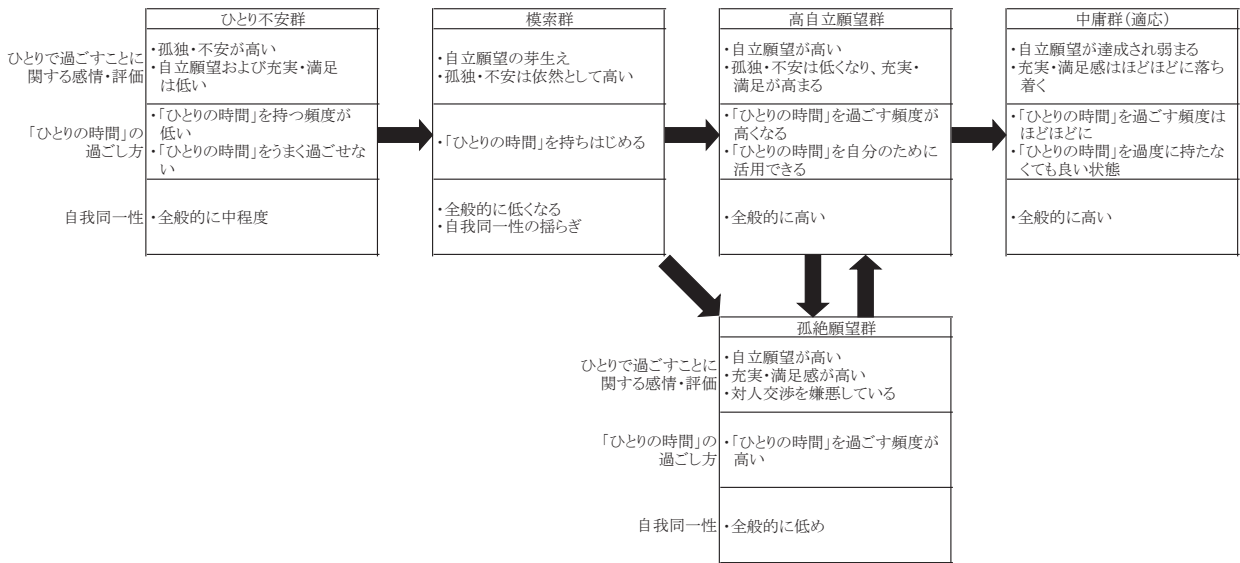 ひとり不安群
ひとりで過ごすことに
関する感情・評価
・孤独・不安が高い
・自立願望および充実・満足
は低い
「ひとりの時間」の
過ごし方
・「ひとりの時間」を持つ頻度が
低い
・「ひとりの時間」をうまく過ごせな
い
自我同一性
・全般的に中程度
模索群
・自立願望の芽生え
・孤独・不安は依然として高い
・「ひとりの時間」を持ちはじめる
・全般的に低くなる
・自我同一性の揺らぎ
高自立願望群
・自立願望が高い
・孤独・不安は低くなり、充実・
満足が高まる
・「ひとりの時間」を過ごす頻度が
高くなる
・「ひとりの時間」を自分のために
活用できる
・全般的に高い
中庸群(適応)
・自立願望が達成され弱まる
・充実・満足感はほどほどに落ち
着く
・「ひとりの時間」を過ごす頻度は
ほどほどに
・「ひとりの時間」を過度に持たな
くても良い状態
・全般的に高い
孤絶願望群
ひとりで過ごすことに
関する感情・評価
・自立願望が高い
・充実・満足感が高い
・対人交渉を嫌悪している
「ひとりの時間」の
過ごし方
・「ひとりの時間」を過ごす頻度が
高い
自我同一性
・全般的に低め